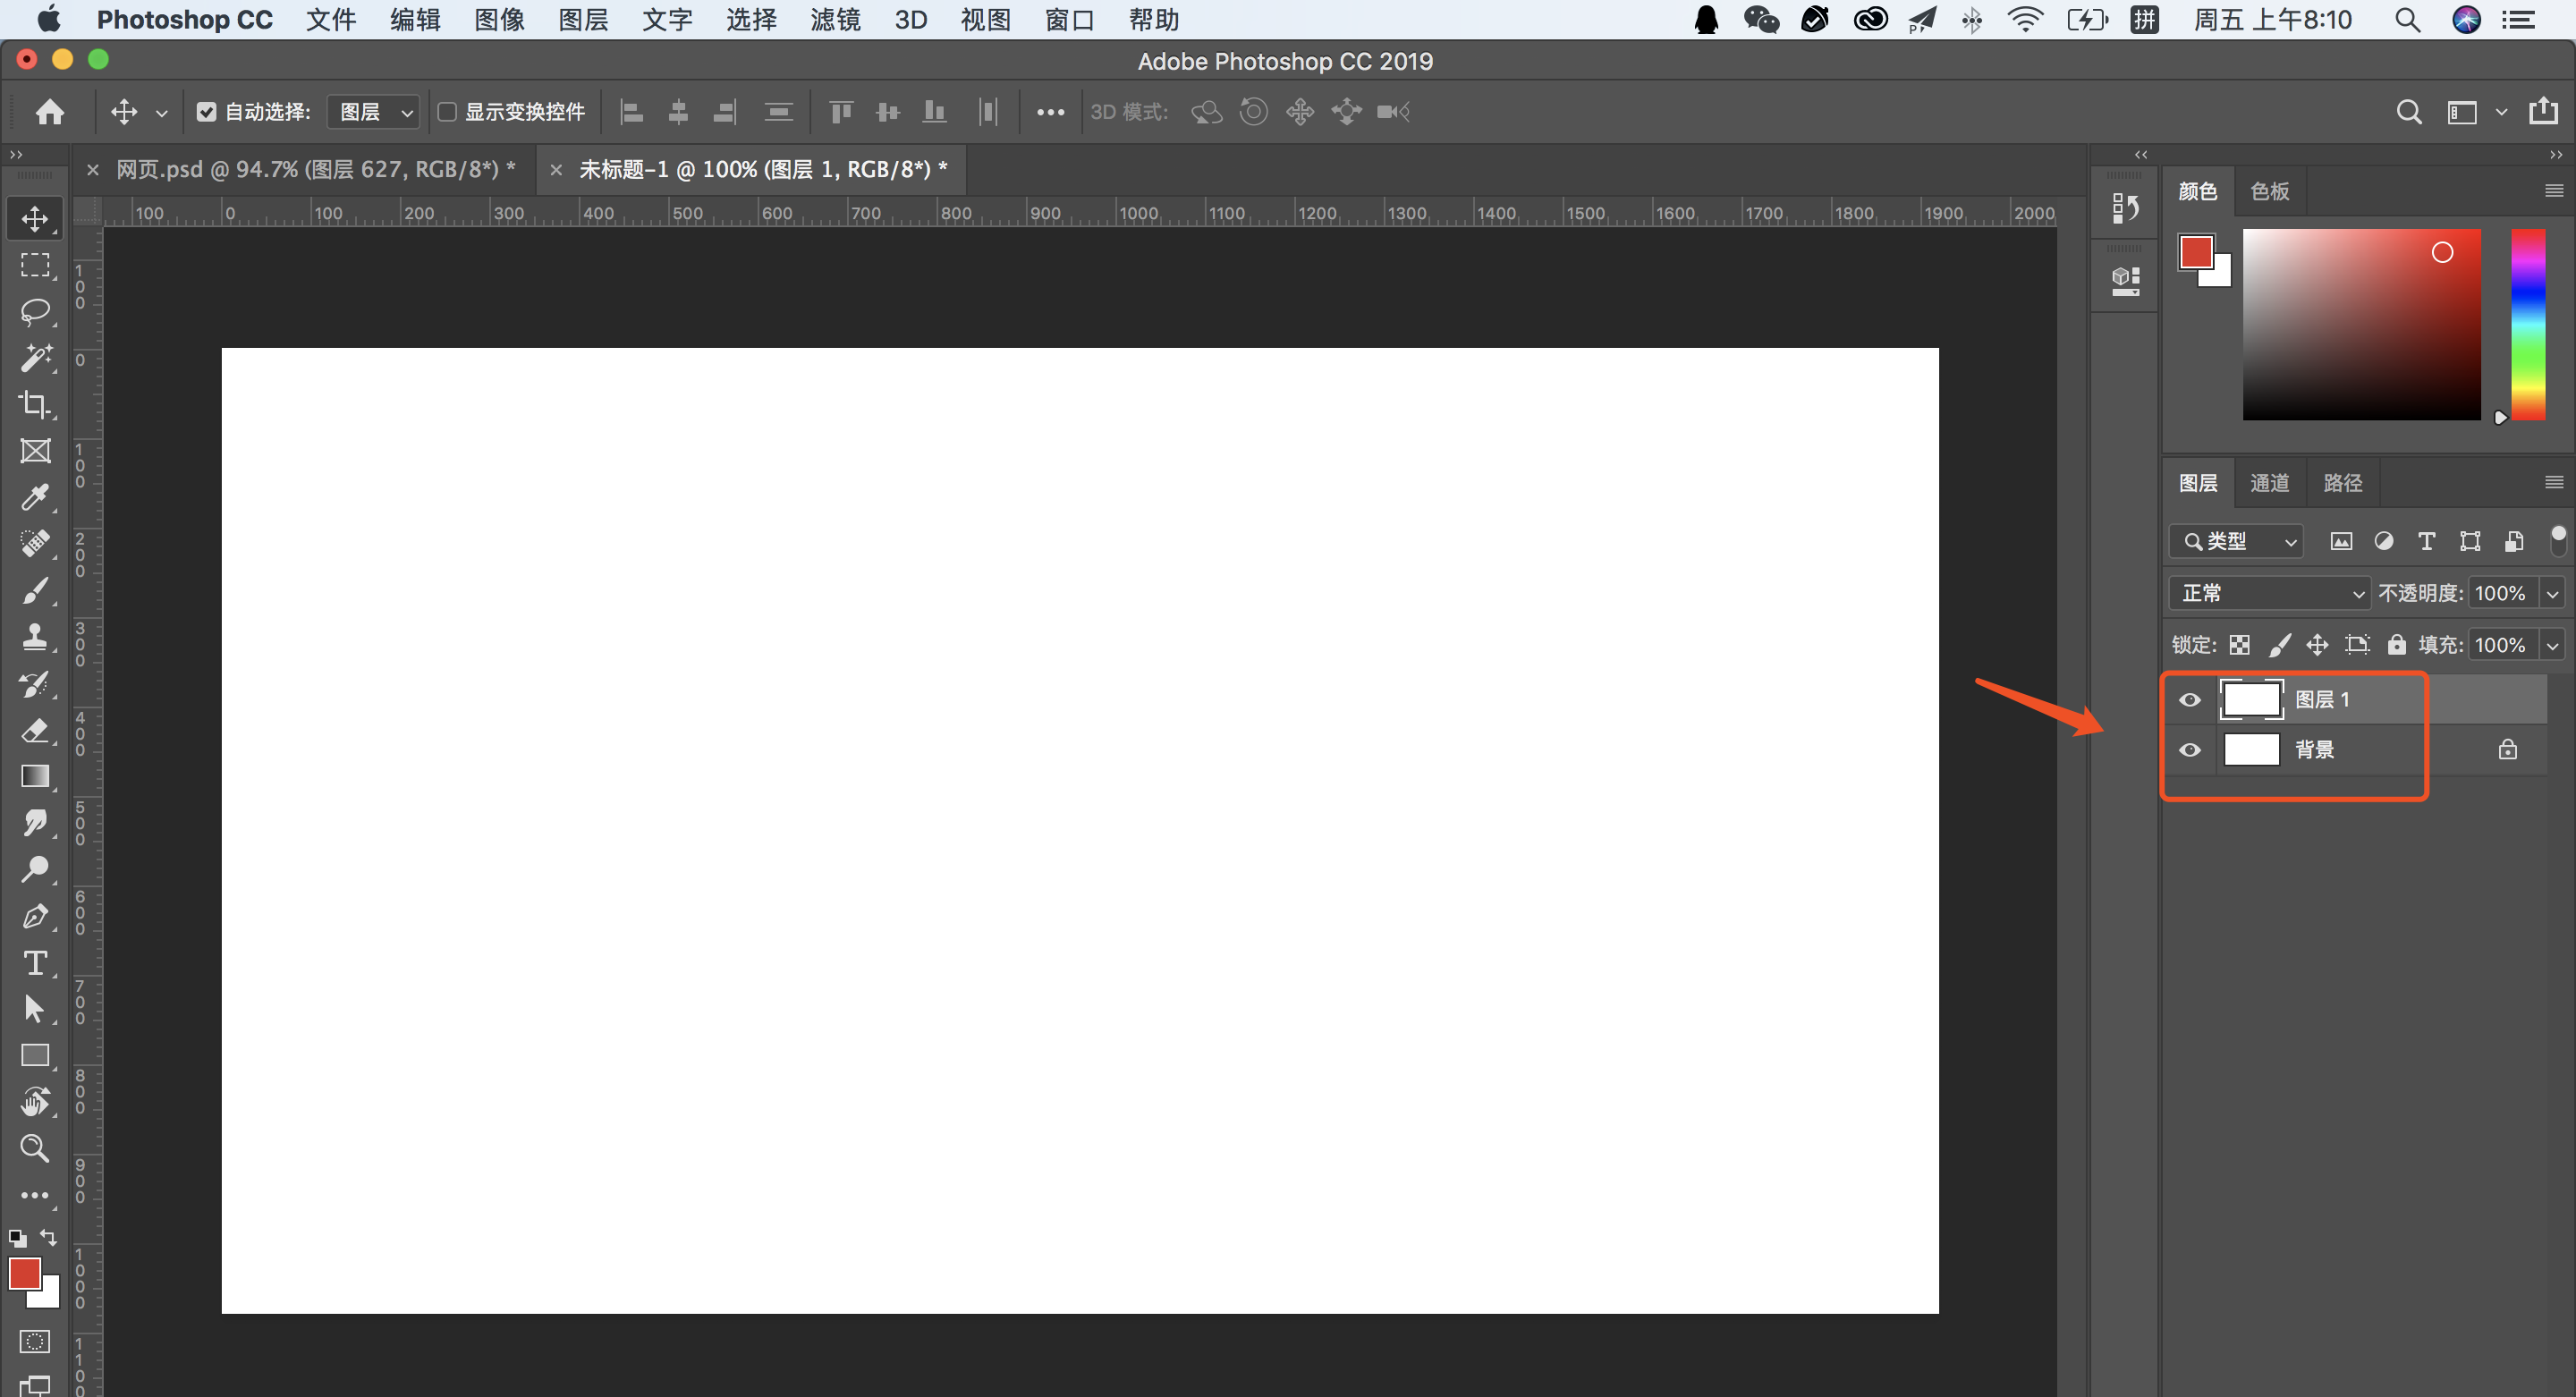 Photoshop CC 文件 编辑 图像 图层 文字 选择 滤镜 3D 视图 窗口 帮助 拼 周五 上午8:10
Adobe Photoshop CC 2019
自动选择: 图层 显示变换控件 3D 模式:
网页.psd @ 94.7% (图层 627, RGB/8*) * 未标题-1 @ 100% (图层 1, RGB/8*) *
100 0 100 200 300 400 500 600 700 800 900 1000 1100 1200 1300 1400 1500 1600 1700 1800 1900 2000
100
0
100
200
300
400
500
600
700
800
900
1000
1100
颜色 色板
图层 通道 路径
类型
正常 不透明度: 100%
锁定: 填充: 100%
图层 1
背景